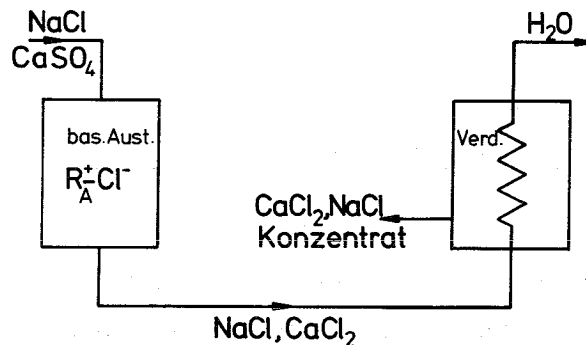 NaCl
CaSO₄
bas.Aust.
R⁺A–Cl⁻
NaCl, CaCl₂
Verd.
CaCl₂,NaCl
Konzentrat
H₂O